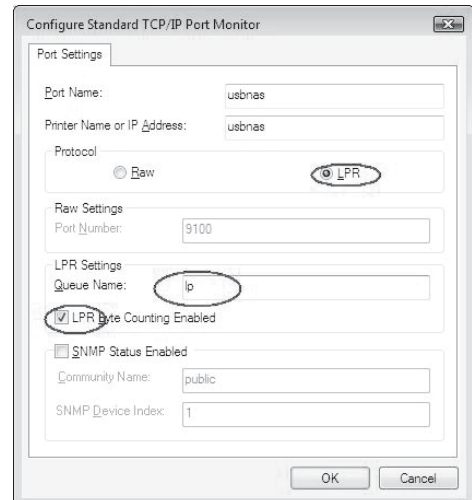 Configure Standard TCP/IP Port Monitor
Port Settings
Port Name: usbnas
Printer Name or IP Address: usbnas
Protocol
Raw LPR
Raw Settings
Port Number: 9100
LPR Settings
Queue Name: lp
LPR Byte Counting Enabled
SNMP Status Enabled
Community Name: public
SNMP Device Index: 1
OK Cancel